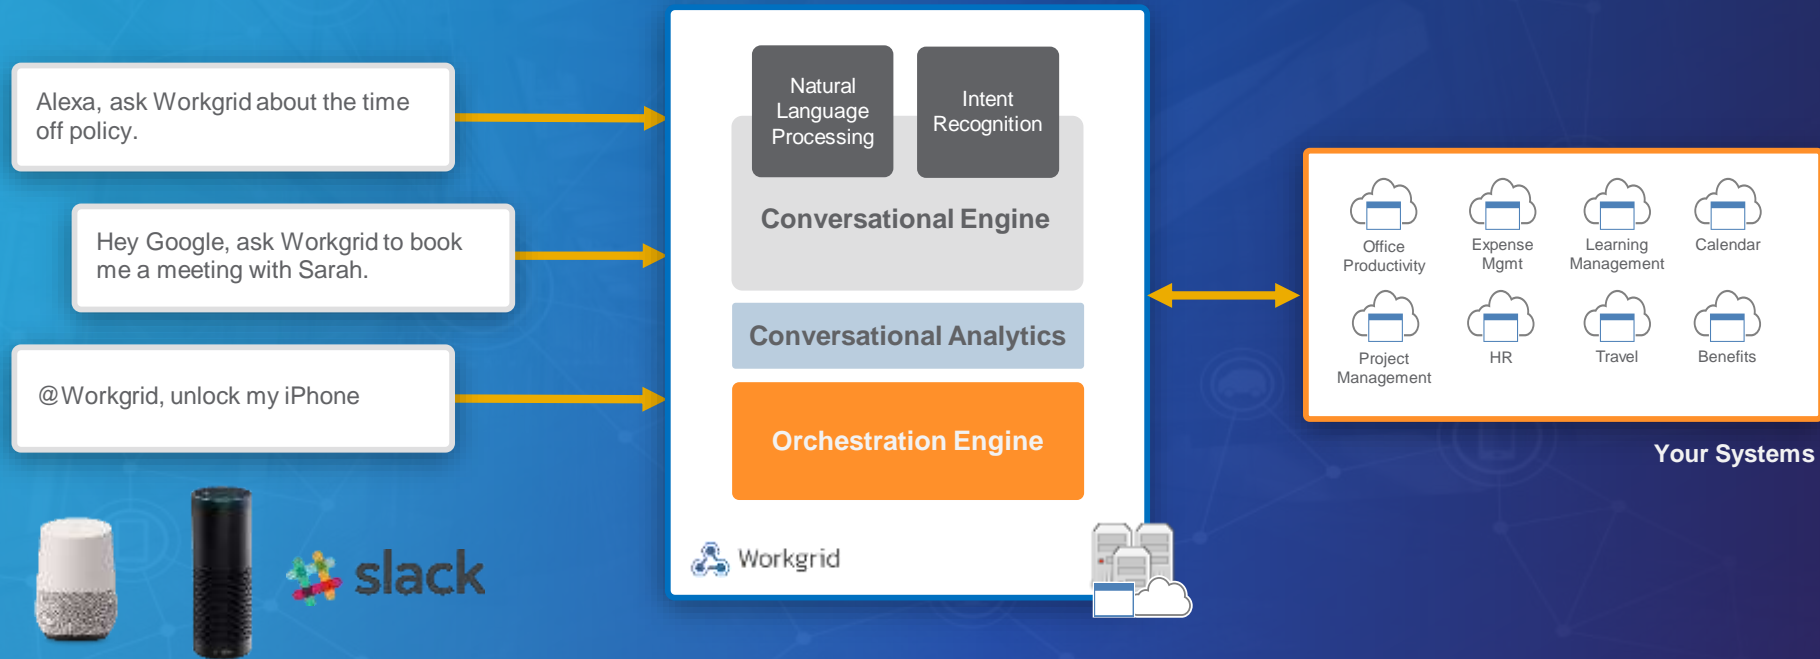 Alexa, ask Workgrid about the time
off policy.
Hey Google, ask Workgrid to book
me a meeting with Sarah.
@Workgrid, unlock my iPhone
slack
Natural
Language
Processing
Intent
Recognition
Conversational Engine
Conversational Analytics
Orchestration Engine
Workgrid
Office
Productivity
Expense
Mgmt
Learning
Management
Calendar
Project
Management
HR
Travel
Benefits
Your Systems